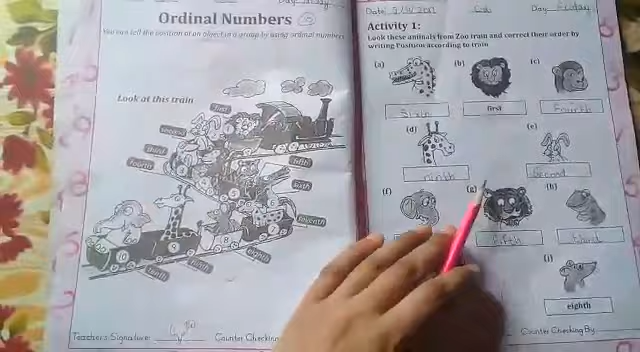 Ordinal Numbers
You can tell the position of an object in a group by using ordinal numbers
Look at this train
first
second
third
fourth
fifth
sixth
seventh
eighth
ninth
tenth
10
9
Teachers Signature:
Counter Checking
Date:
Day: Friday
Activity 1:
Look these animals from Zoo train and correct their order by
writing Position according to train
(a) (b) (c)
Sixth first Fourth
(d) (e)
ninth Second
(f) (g) (h)
Fifth third
(i)
eighth
Counter Checking By